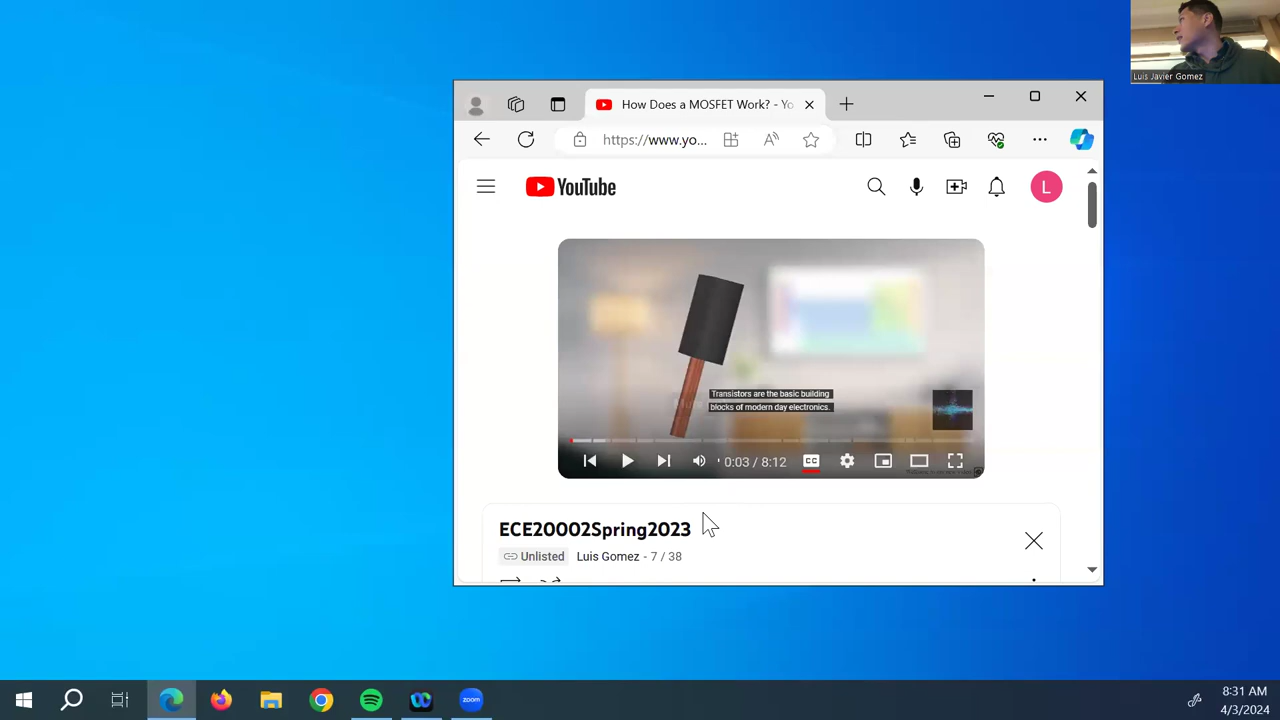 Luis Javier Gomez
How Does a MOSFET Work? - Yo
https://www.yo...
YouTube
L
Transistors are the basic building
blocks of modern day electronics.
0:03 / 8:12
CC
ECE20002Spring2023
Unlisted
Luis Gomez - 7 / 38
zoom
8:31 AM
4/3/2024